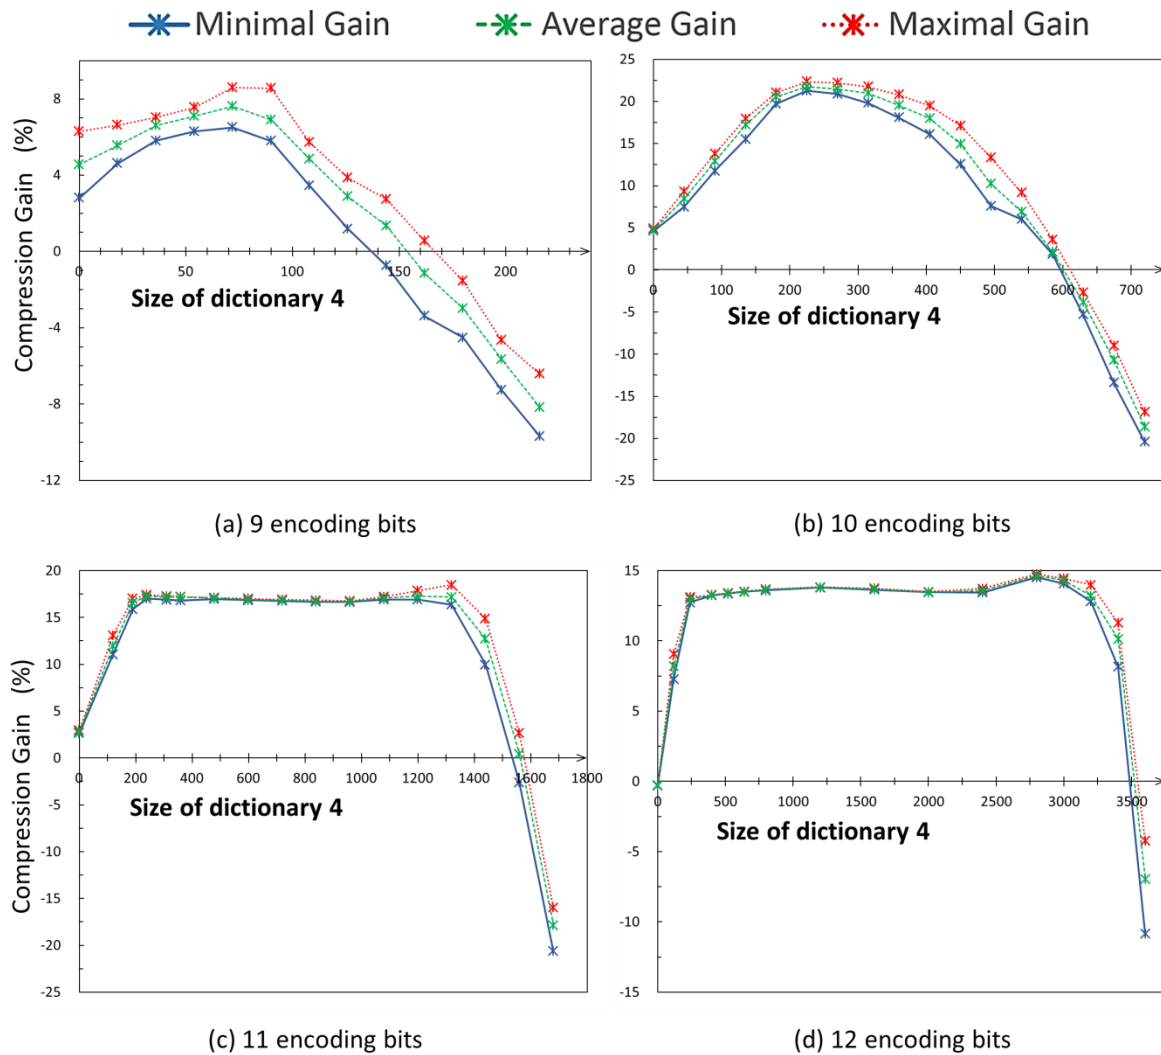 Minimal Gain Average Gain Maximal Gain
Compression Gain (%)
8
4
0
-4
-8
-12
0 50 100 150 200
Size of dictionary 4
(a) 9 encoding bits
25
20
15
10
5
0
-5
-10
-15
-20
-25
0 100 200 300 400 500 600 700
Size of dictionary 4
(b) 10 encoding bits
Compression Gain (%)
20
15
10
5
0
-5
-10
-15
-20
-25
0 200 400 600 800 1000 1200 1400 1600 1800
Size of dictionary 4
(c) 11 encoding bits
15
10
5
0
-5
-10
-15
0 500 1000 1500 2000 2500 3000 3500
Size of dictionary 4
(d) 12 encoding bits